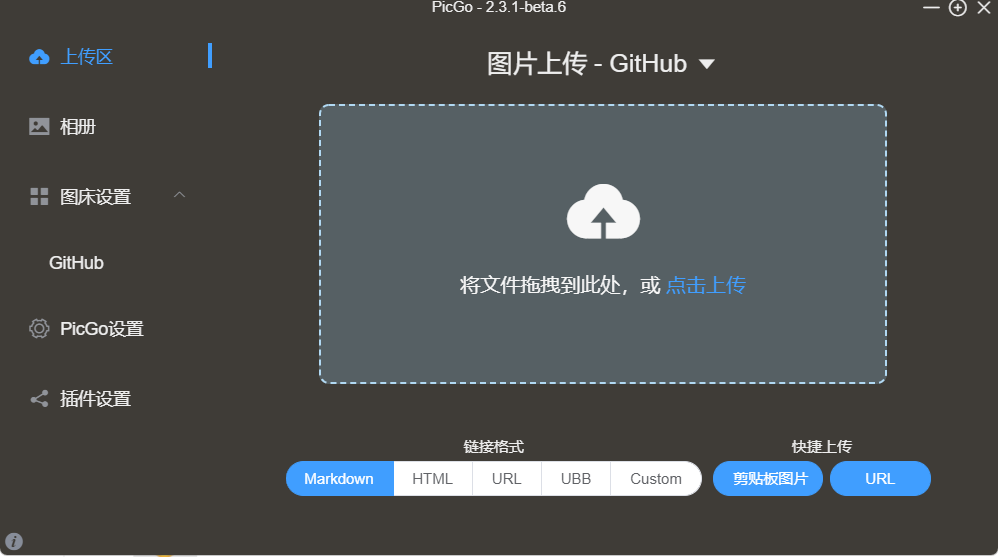 PicGo - 2.3.1-beta.6
上传区
相册
图床设置
GitHub
PicGo设置
插件设置
图片上传 - GitHub
将文件拖拽到此处，或 点击上传
链接格式
Markdown HTML URL UBB Custom
快捷上传
剪贴板图片 URL